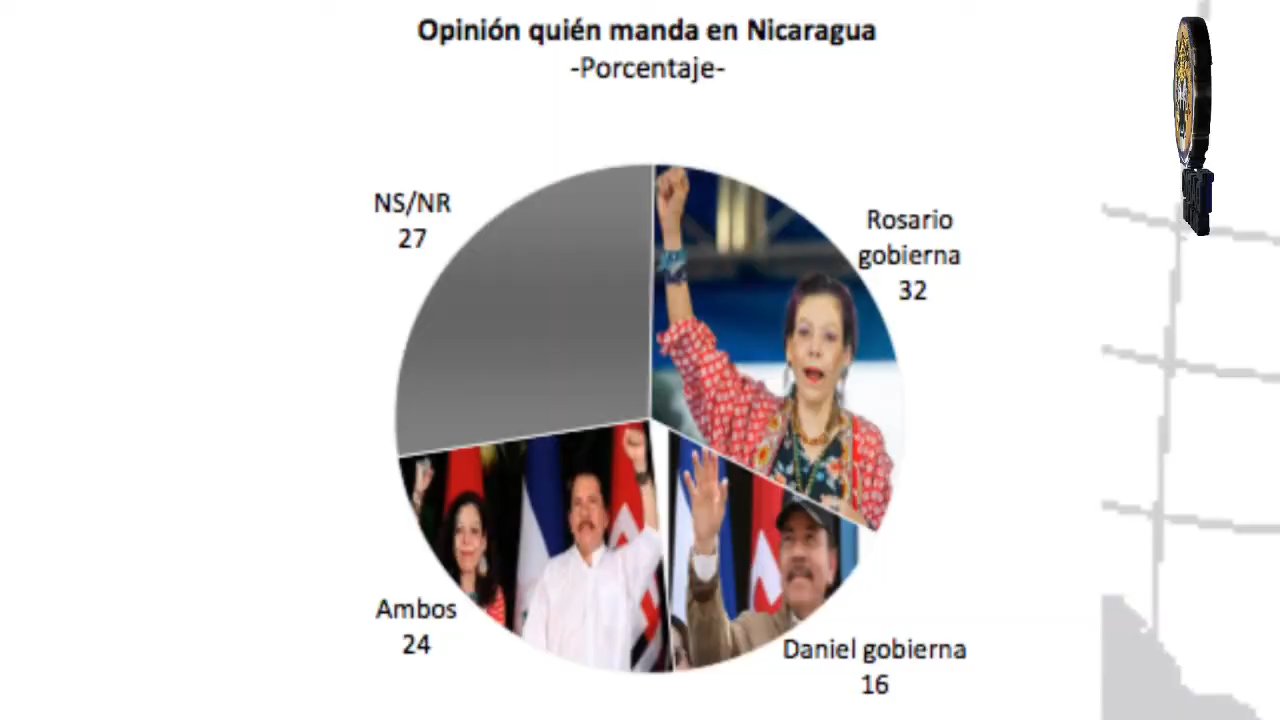 Opinión quién manda en Nicaragua
-Porcentaje-
NS/NR
27
Rosario
gobierna
32
Ambos
24
Daniel gobierna
16